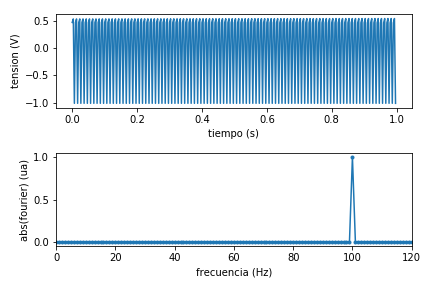 0.5
0.0
−0.5
−1.0
tension (V)
0.0 0.2 0.4 0.6 0.8 1.0
tiempo (s)
1.0
0.5
0.0
abs(fourier) (ua)
0 20 40 60 80 100 120
frecuencia (Hz)